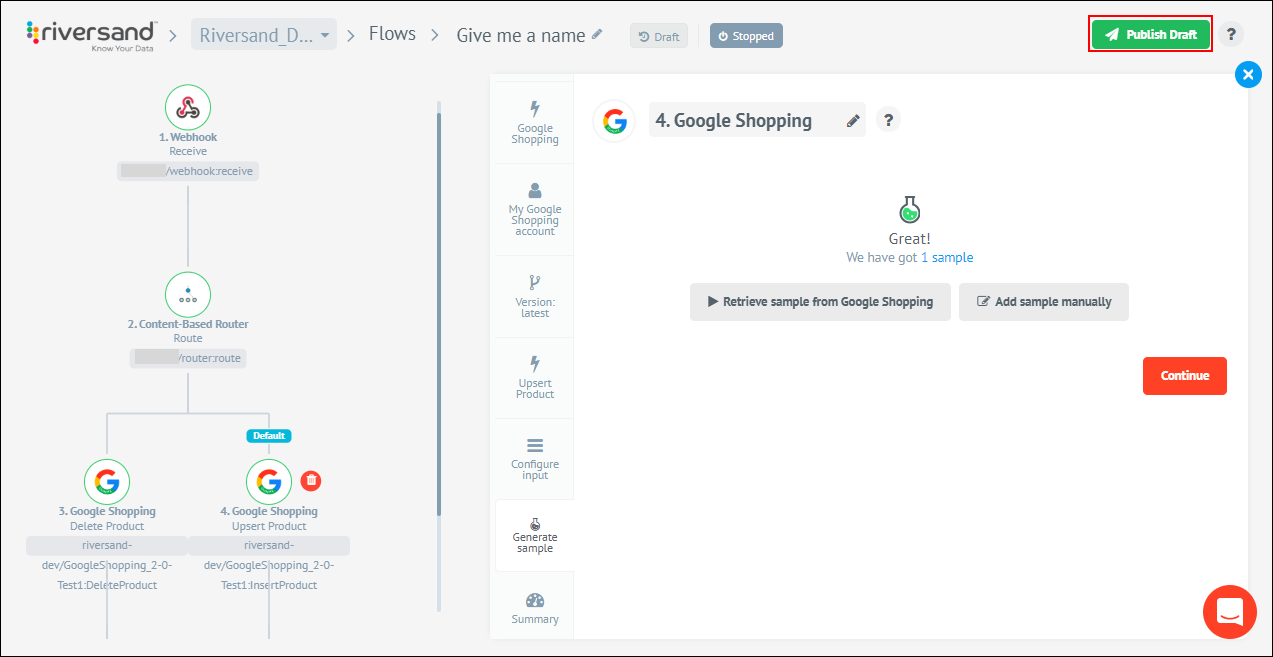 riversand
Know Your Data
Riversand_D...
Flows
Give me a name
Draft
Stopped
Publish Draft
?
1. Webhook
Receive
/webhook:receive
2. Content-Based Router
Route
/router:route
Default
3. Google Shopping
Delete Product
riversand-
dev/GoogleShopping_2-0-
Test1:DeleteProduct
4. Google Shopping
Upsert Product
riversand-
dev/GoogleShopping_2-0-
Test1:InsertProduct
Google
Shopping
My Google
Shopping
account
Version:
latest
Upsert
Product
Configure
input
Generate
sample
Summary
4. Google Shopping
?
Great!
We have got 1 sample
Retrieve sample from Google Shopping
Add sample manually
Continue